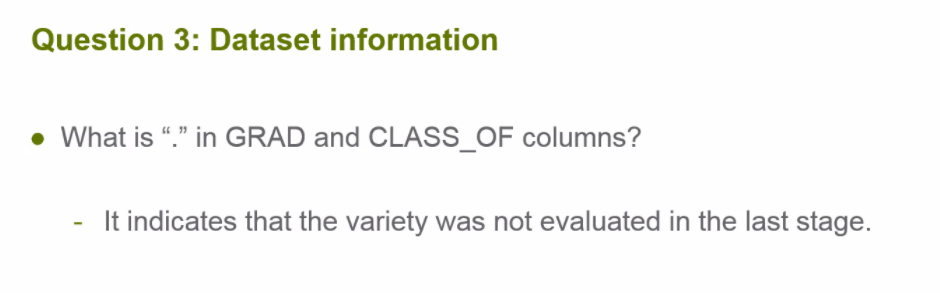 Question 3: Dataset information
● What is “.” in GRAD and CLASS_OF columns?
- It indicates that the variety was not evaluated in the last stage.